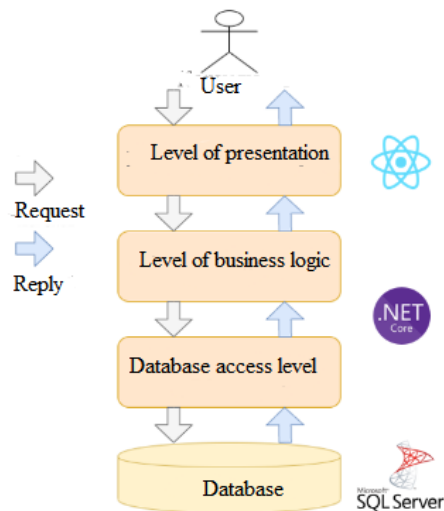 User
Level of presentation
Request
Level of business logic
Reply
.NET
Core
Database access level
Database
Microsoft
SQL Server